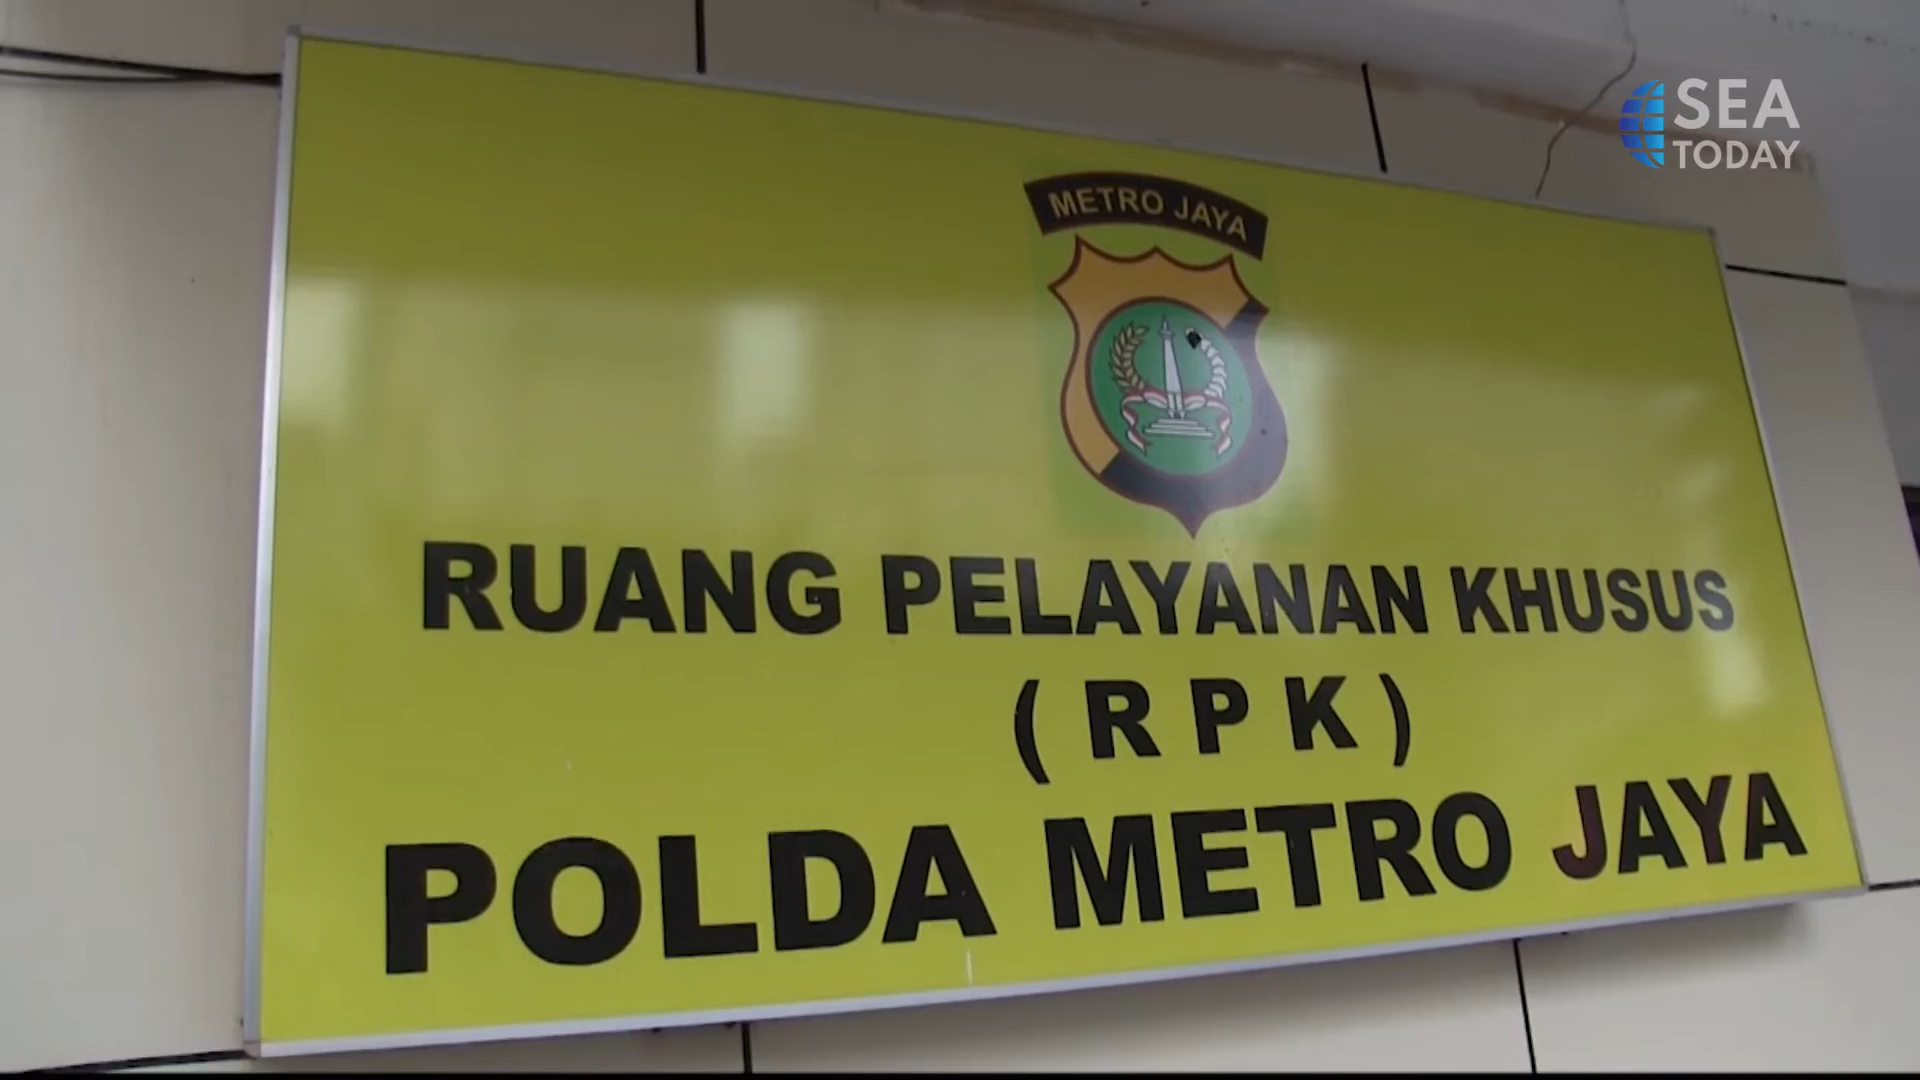 SEA
TODAY
METRO JAYA
RUANG PELAYANAN KHUSUS
( R P K )
POLDA METRO JAYA